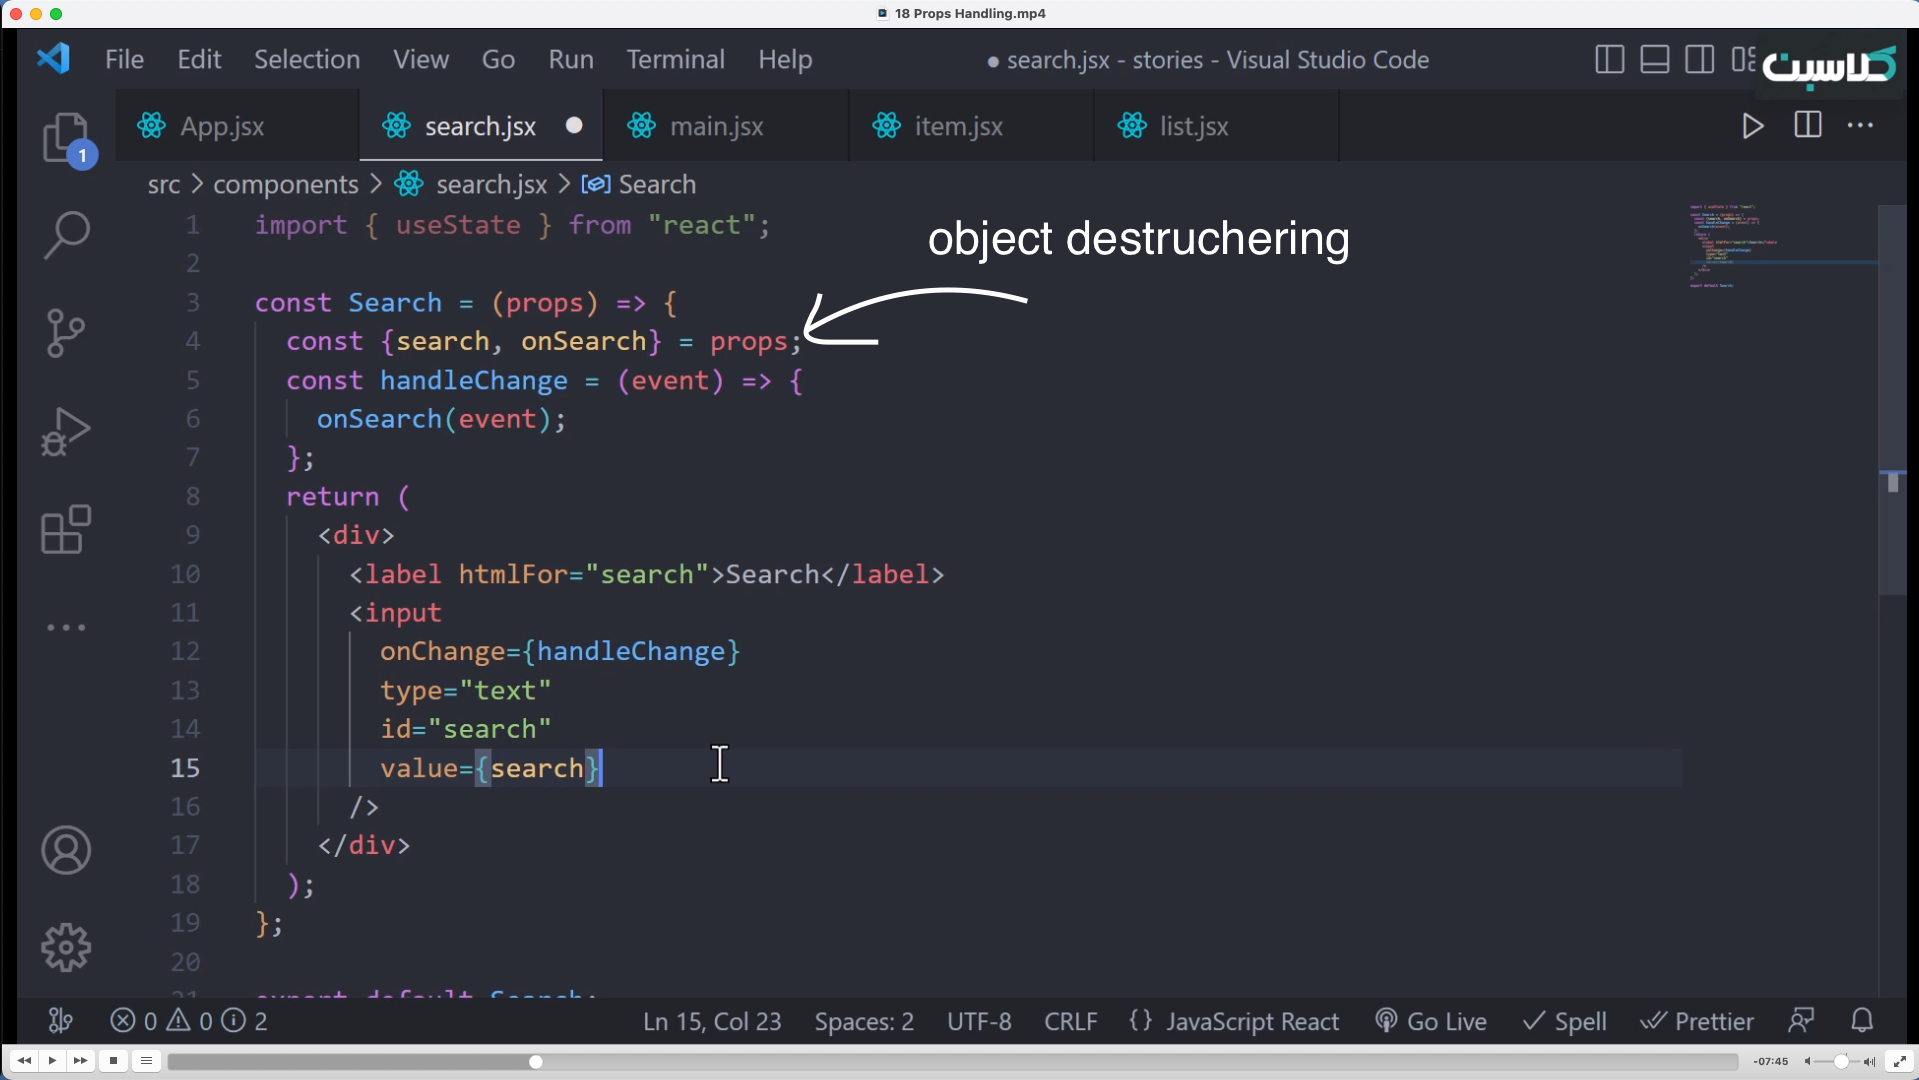 18 Props Handling.mp4
File Edit Selection View Go Run Terminal Help
● search.jsx - stories - Visual Studio Code
کلاسیت
App.jsx search.jsx main.jsx item.jsx list.jsx
1
src > components > search.jsx > Search
object destruchering
1 import { useState } from "react";
2
3 const Search = (props) => {
4 const {search, onSearch} = props;
5 const handleChange = (event) => {
6 onSearch(event);
7 };
8 return (
9 <div>
10 <label htmlFor="search">Search</label>
11 <input
12 onChange={handleChange}
13 type="text"
14 id="search"
15 value={search}
16 />
17 </div>
18 );
19 };
20
21 export default Search;
0 0 2 Ln 15, Col 23 Spaces: 2 UTF-8 CRLF {} JavaScript React Go Live Spell Prettier
-07:45